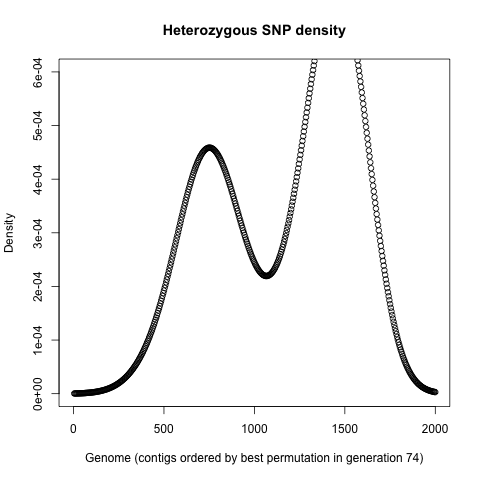 Heterozygous SNP density
6e-04
5e-04
4e-04
3e-04
2e-04
1e-04
0e+00
Density
0 500 1000 1500 2000
Genome (contigs ordered by best permutation in generation 74)